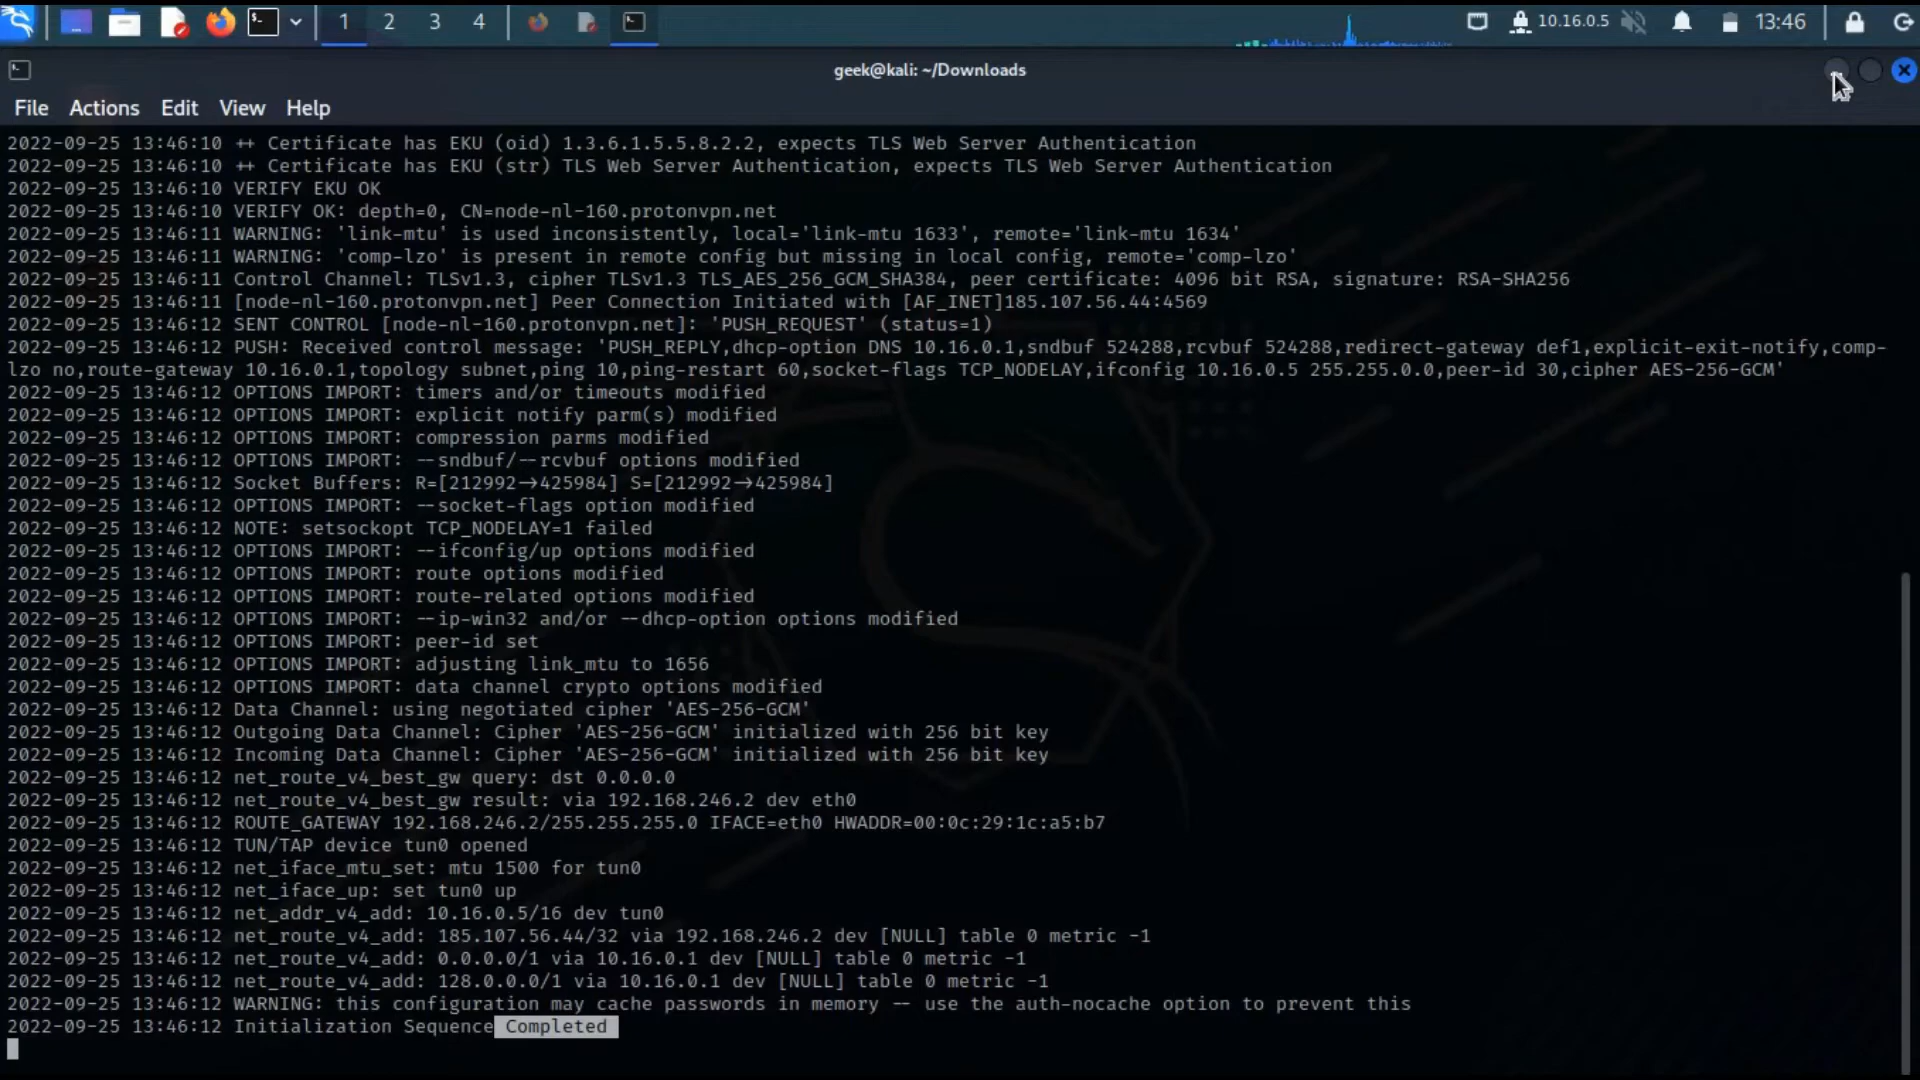 1 2 3 4 10.16.0.5 13:46
geek@kali: ~/Downloads
File Actions Edit View Help
2022-09-25 13:46:10 ++ Certificate has EKU (oid) 1.3.6.1.5.5.8.2.2, expects TLS Web Server Authentication
2022-09-25 13:46:10 ++ Certificate has EKU (str) TLS Web Server Authentication, expects TLS Web Server Authentication
2022-09-25 13:46:10 VERIFY EKU OK
2022-09-25 13:46:10 VERIFY OK: depth=0, CN=node-nl-160.protonvpn.net
2022-09-25 13:46:11 WARNING: 'link-mtu' is used inconsistently, local='link-mtu 1633', remote='link-mtu 1634'
2022-09-25 13:46:11 WARNING: 'comp-lzo' is present in remote config but missing in local config, remote='comp-lzo'
2022-09-25 13:46:11 Control Channel: TLSv1.3, cipher TLSv1.3 TLS_AES_256_GCM_SHA384, peer certificate: 4096 bit RSA, signature: RSA-SHA256
2022-09-25 13:46:11 [node-nl-160.protonvpn.net] Peer Connection Initiated with [AF_INET]185.107.56.44:4569
2022-09-25 13:46:12 SENT CONTROL [node-nl-160.protonvpn.net]: 'PUSH_REQUEST' (status=1)
2022-09-25 13:46:12 PUSH: Received control message: 'PUSH_REPLY,dhcp-option DNS 10.16.0.1,sndbuf 524288,rcvbuf 524288,redirect-gateway def1,explicit-exit-notify,comp-
lzo no,route-gateway 10.16.0.1,topology subnet,ping 10,ping-restart 60,socket-flags TCP_NODELAY,ifconfig 10.16.0.5 255.255.0.0,peer-id 30,cipher AES-256-GCM'
2022-09-25 13:46:12 OPTIONS IMPORT: timers and/or timeouts modified
2022-09-25 13:46:12 OPTIONS IMPORT: explicit notify parm(s) modified
2022-09-25 13:46:12 OPTIONS IMPORT: compression parms modified
2022-09-25 13:46:12 OPTIONS IMPORT: --sndbuf/--rcvbuf options modified
2022-09-25 13:46:12 Socket Buffers: R=[212992→425984] S=[212992→425984]
2022-09-25 13:46:12 OPTIONS IMPORT: --socket-flags option modified
2022-09-25 13:46:12 NOTE: setsockopt TCP_NODELAY=1 failed
2022-09-25 13:46:12 OPTIONS IMPORT: --ifconfig/up options modified
2022-09-25 13:46:12 OPTIONS IMPORT: route options modified
2022-09-25 13:46:12 OPTIONS IMPORT: route-related options modified
2022-09-25 13:46:12 OPTIONS IMPORT: --ip-win32 and/or --dhcp-option options modified
2022-09-25 13:46:12 OPTIONS IMPORT: peer-id set
2022-09-25 13:46:12 OPTIONS IMPORT: adjusting link_mtu to 1656
2022-09-25 13:46:12 OPTIONS IMPORT: data channel crypto options modified
2022-09-25 13:46:12 Data Channel: using negotiated cipher 'AES-256-GCM'
2022-09-25 13:46:12 Outgoing Data Channel: Cipher 'AES-256-GCM' initialized with 256 bit key
2022-09-25 13:46:12 Incoming Data Channel: Cipher 'AES-256-GCM' initialized with 256 bit key
2022-09-25 13:46:12 net_route_v4_best_gw query: dst 0.0.0.0
2022-09-25 13:46:12 net_route_v4_best_gw result: via 192.168.246.2 dev eth0
2022-09-25 13:46:12 ROUTE_GATEWAY 192.168.246.2/255.255.255.0 IFACE=eth0 HWADDR=00:0c:29:1c:a5:b7
2022-09-25 13:46:12 TUN/TAP device tun0 opened
2022-09-25 13:46:12 net_iface_mtu_set: mtu 1500 for tun0
2022-09-25 13:46:12 net_iface_up: set tun0 up
2022-09-25 13:46:12 net_addr_v4_add: 10.16.0.5/16 dev tun0
2022-09-25 13:46:12 net_route_v4_add: 185.107.56.44/32 via 192.168.246.2 dev [NULL] table 0 metric -1
2022-09-25 13:46:12 net_route_v4_add: 0.0.0.0/1 via 10.16.0.1 dev [NULL] table 0 metric -1
2022-09-25 13:46:12 net_route_v4_add: 128.0.0.0/1 via 10.16.0.1 dev [NULL] table 0 metric -1
2022-09-25 13:46:12 WARNING: this configuration may cache passwords in memory -- use the auth-nocache option to prevent this
2022-09-25 13:46:12 Initialization Sequence Completed